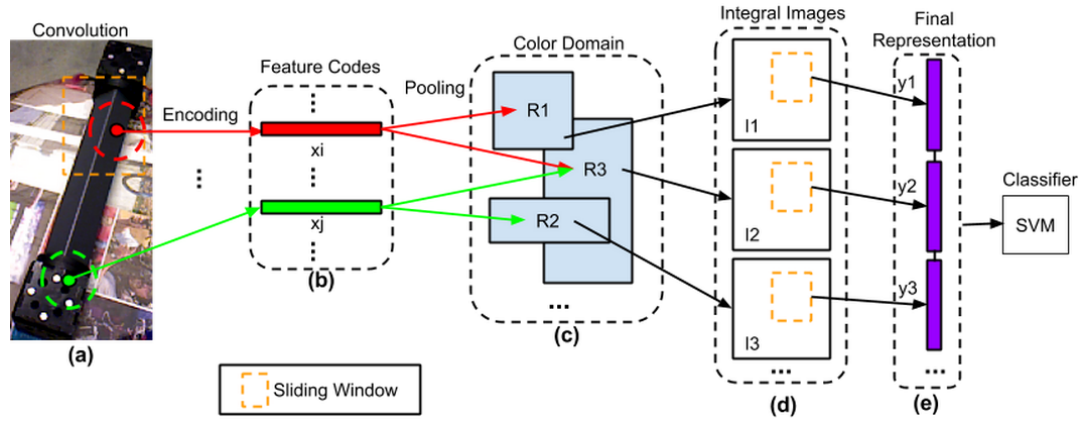 Convolution
Encoding
Feature Codes
xi
xj
(b)
Pooling
Color Domain
R1
R3
R2
...
(c)
Integral Images
I1
I2
I3
...
(d)
Final
Representation
y1
y2
y3
...
(e)
Classifier
SVM
(a)
Sliding Window